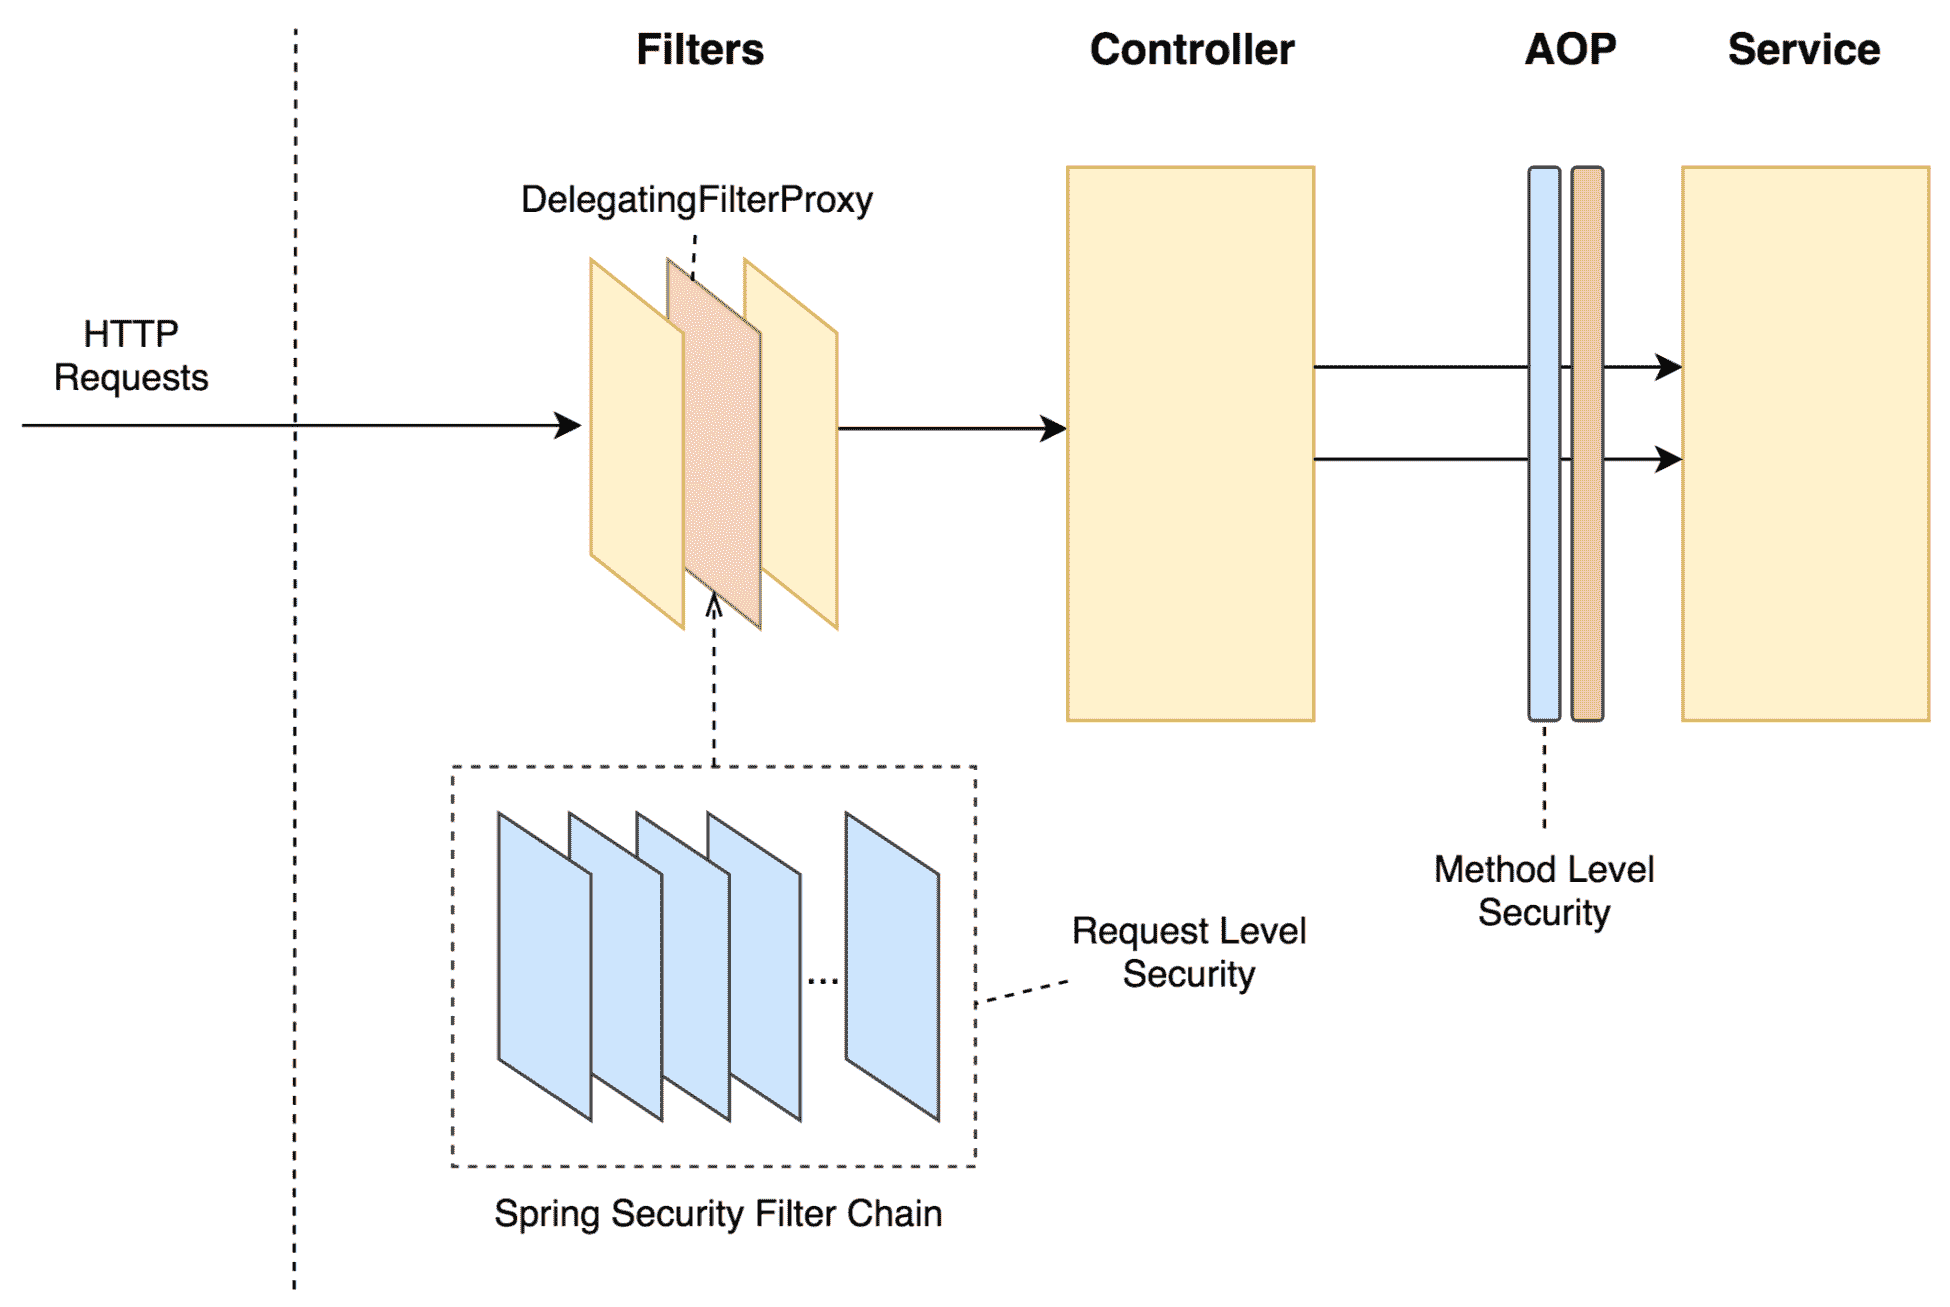 Filters
Controller
AOP
Service
DelegatingFilterProxy
HTTP
Requests
Method Level
Security
Request Level
Security
...
Spring Security Filter Chain